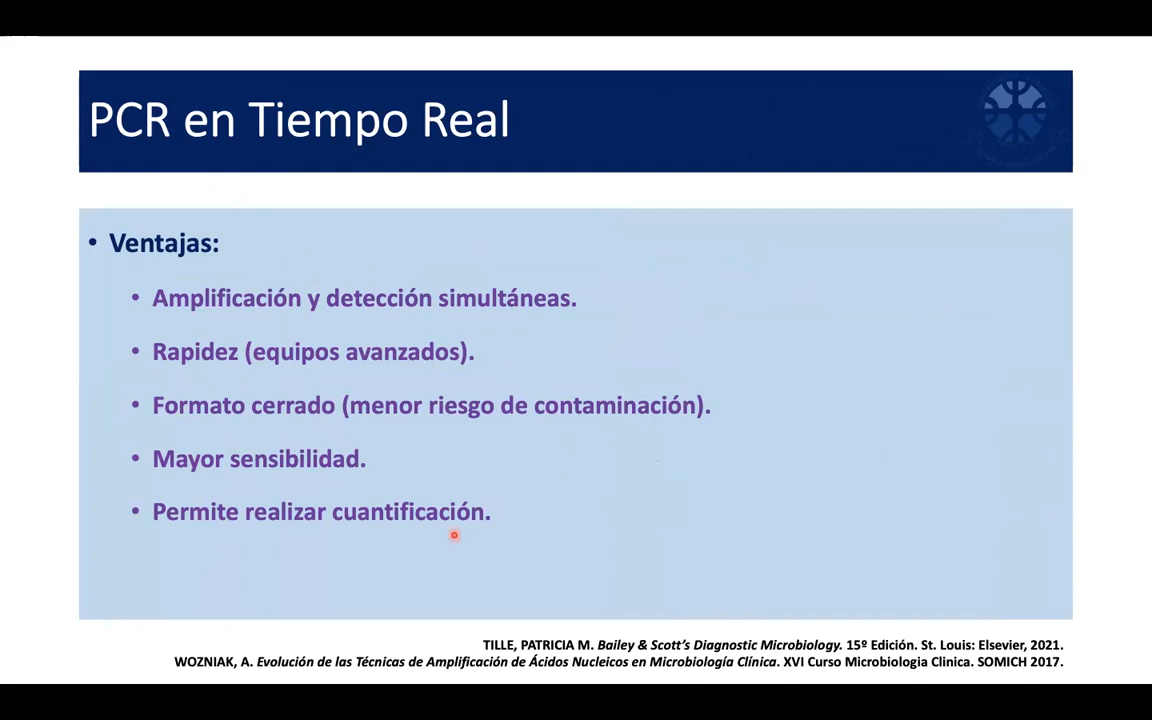 PCR en Tiempo Real
• Ventajas:
• Amplificación y detección simultáneas.
• Rapidez (equipos avanzados).
• Formato cerrado (menor riesgo de contaminación).
• Mayor sensibilidad.
• Permite realizar cuantificación.
TILLE, PATRICIA M. Bailey & Scott's Diagnostic Microbiology. 15º Edición. St. Louis: Elsevier, 2021.
WOZNIAK, A. Evolución de las Técnicas de Amplificación de Ácidos Nucleicos en Microbiología Clínica. XVI Curso Microbiologia Clinica. SOMICH 2017.